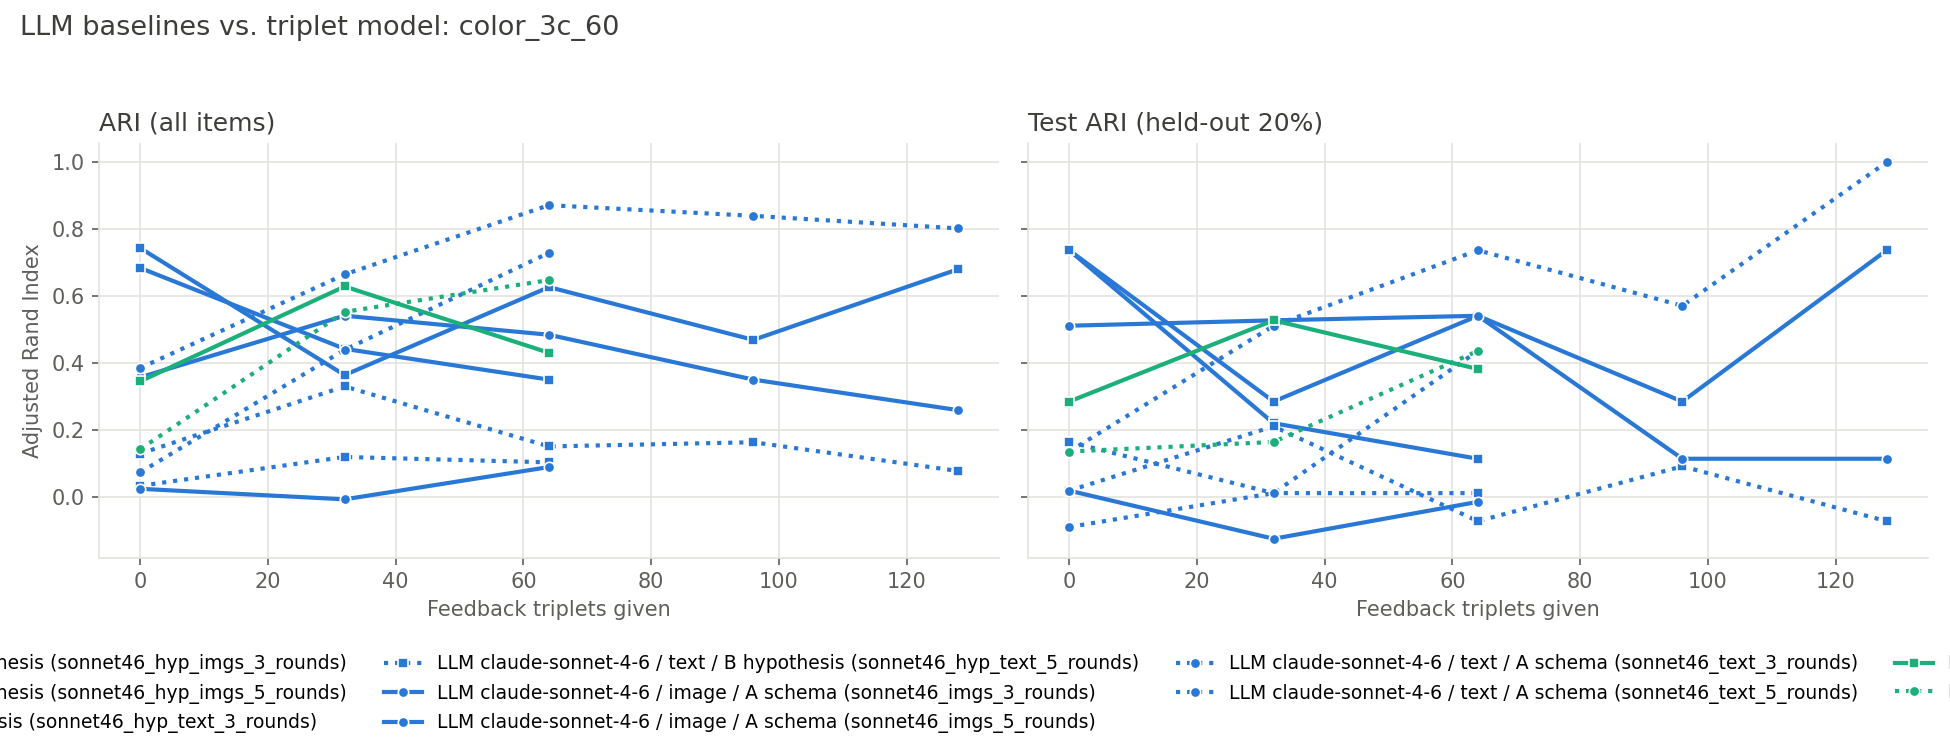 LLM baselines vs. triplet model: color_3c_60
ARI (all items)
Test ARI (held-out 20%)
1.0
0.8
0.6
0.4
0.2
0.0
Adjusted Rand Index
0 20 40 60 80 100 120
0 20 40 60 80 100 120
Feedback triplets given
Feedback triplets given
nesis (sonnet46_hyp_imgs_3_rounds)
LLM claude-sonnet-4-6 / text / B hypothesis (sonnet46_hyp_text_5_rounds)
LLM claude-sonnet-4-6 / text / A schema (sonnet46_text_3_rounds)
nesis (sonnet46_hyp_imgs_5_rounds)
LLM claude-sonnet-4-6 / image / A schema (sonnet46_imgs_3_rounds)
LLM claude-sonnet-4-6 / text / A schema (sonnet46_text_5_rounds)
sis (sonnet46_hyp_text_3_rounds)
LLM claude-sonnet-4-6 / image / A schema (sonnet46_imgs_5_rounds)